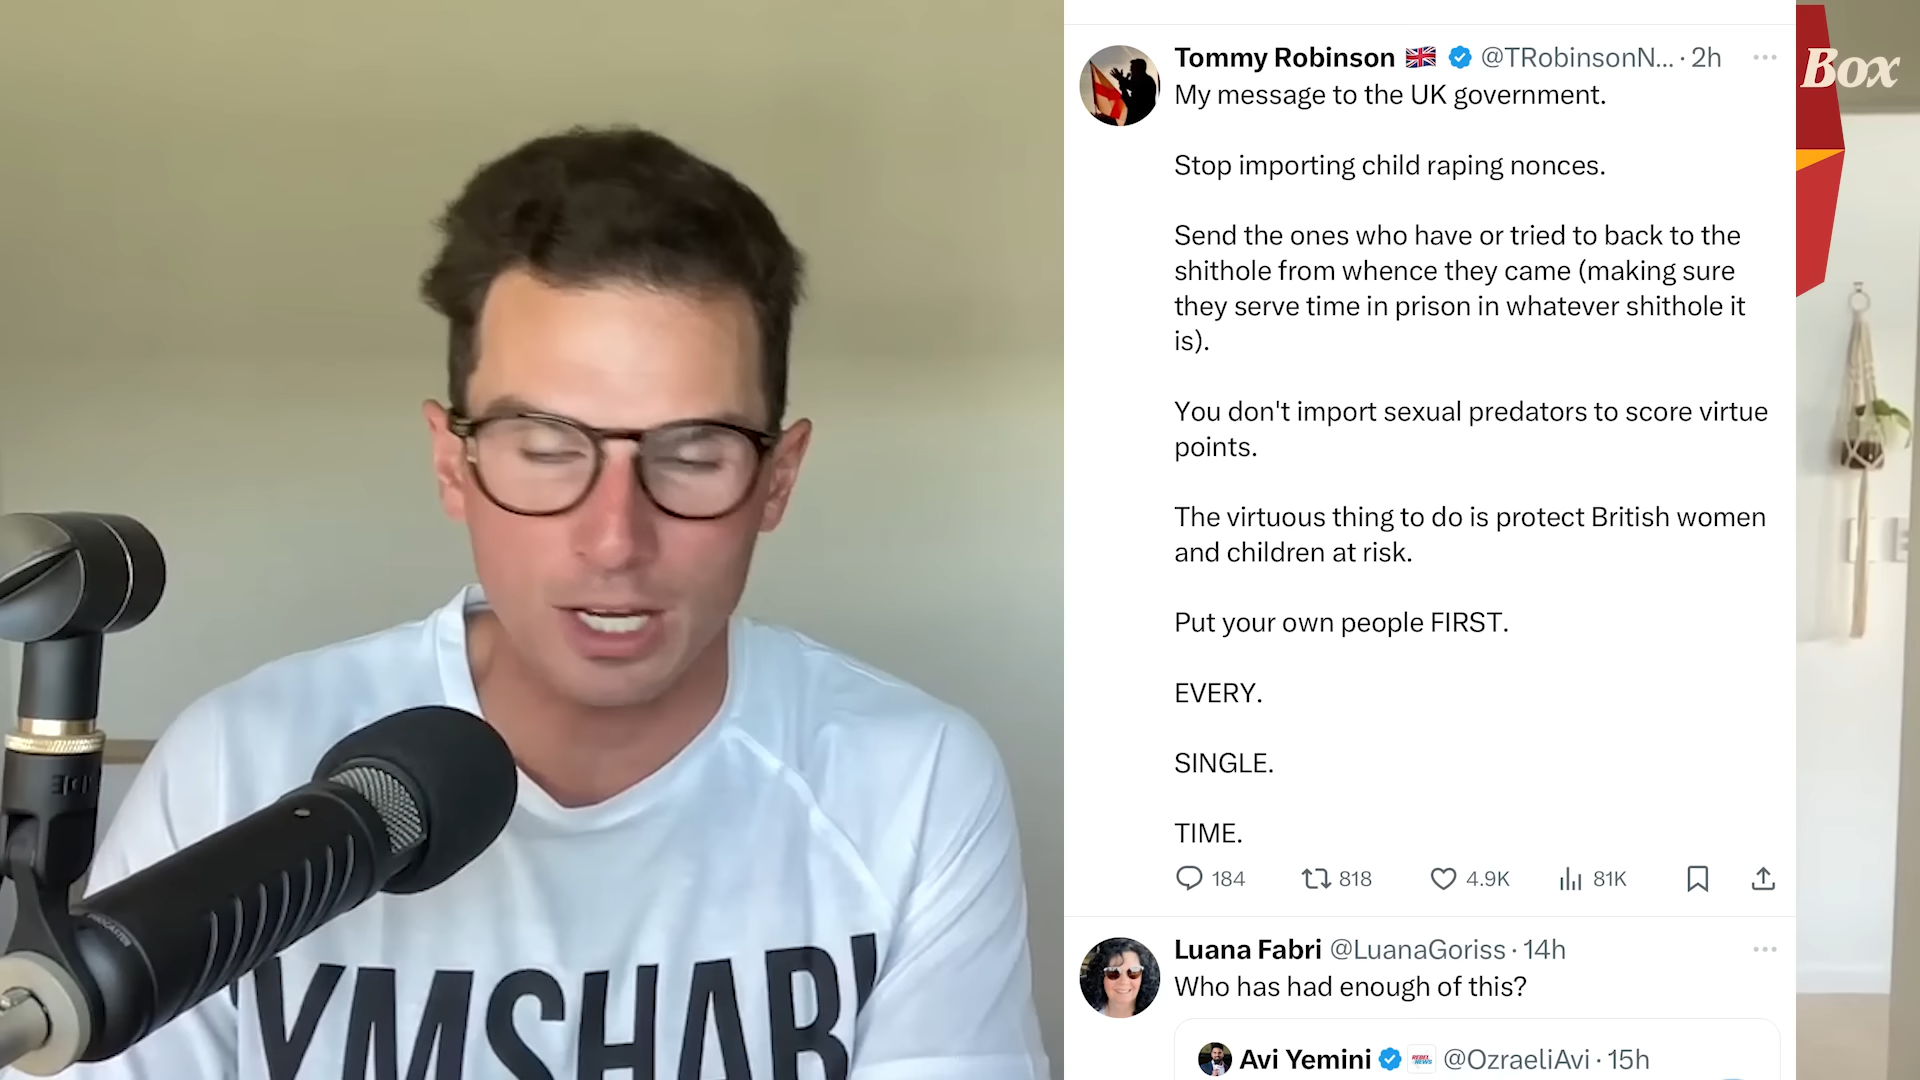 Tommy Robinson 🇬🇧 @TRobinsonN... · 2h
My message to the UK government.
Stop importing child raping nonces.
Send the ones who have or tried to back to the
shithole from whence they came (making sure
they serve time in prison in whatever shithole it
is).
You don't import sexual predators to score virtue
points.
The virtuous thing to do is protect British women
and children at risk.
Put your own people FIRST.
EVERY.
SINGLE.
TIME.
184 818 4.9K 81K
Luana Fabri @LuanaGoriss · 14h
Who has had enough of this?
Avi Yemini REBEL NEWS @OzraeliAvi · 15h
Box
YMSHAR